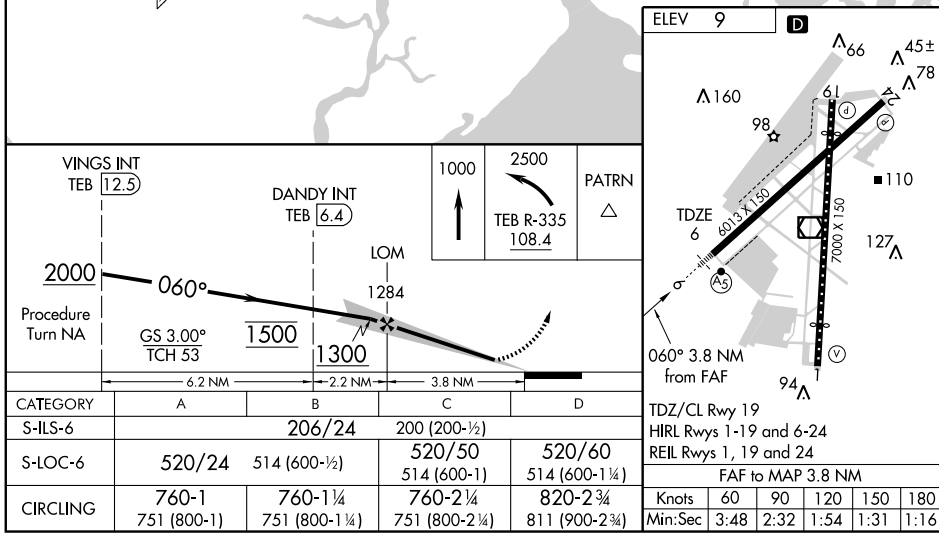 VINGS INT
TEB 12.5
DANDY INT
TEB 6.4
LOM
1284
1000
2500
TEB R-335
108.4
PATRN
2000
060°
Procedure
Turn NA
GS 3.00°
TCH 53
1500
1300
6.2 NM
2.2 NM
3.8 NM
CATEGORY A B C D
S-ILS-6 206/24 200 (200-½)
S-LOC-6 520/24 514 (600-½) 520/50 514 (600-1) 520/60 514 (600-1¼)
CIRCLING 760-1 751 (800-1) 760-1¼ 751 (800-1¼) 760-2¼ 751 (800-2¼) 820-2¾ 811 (900-2¾)
ELEV 9 D
66
45±
78
160
98
19
24
P
P
110
TDZE
6
6013 X 150
7000 X 150
127
A5
6
060° 3.8 NM
from FAF
V
1
94
TDZ/CL Rwy 19
HIRL Rwys 1-19 and 6-24
REIL Rwys 1, 19 and 24
FAF to MAP 3.8 NM
Knots 60 90 120 150 180
Min:Sec 3:48 2:32 1:54 1:31 1:16